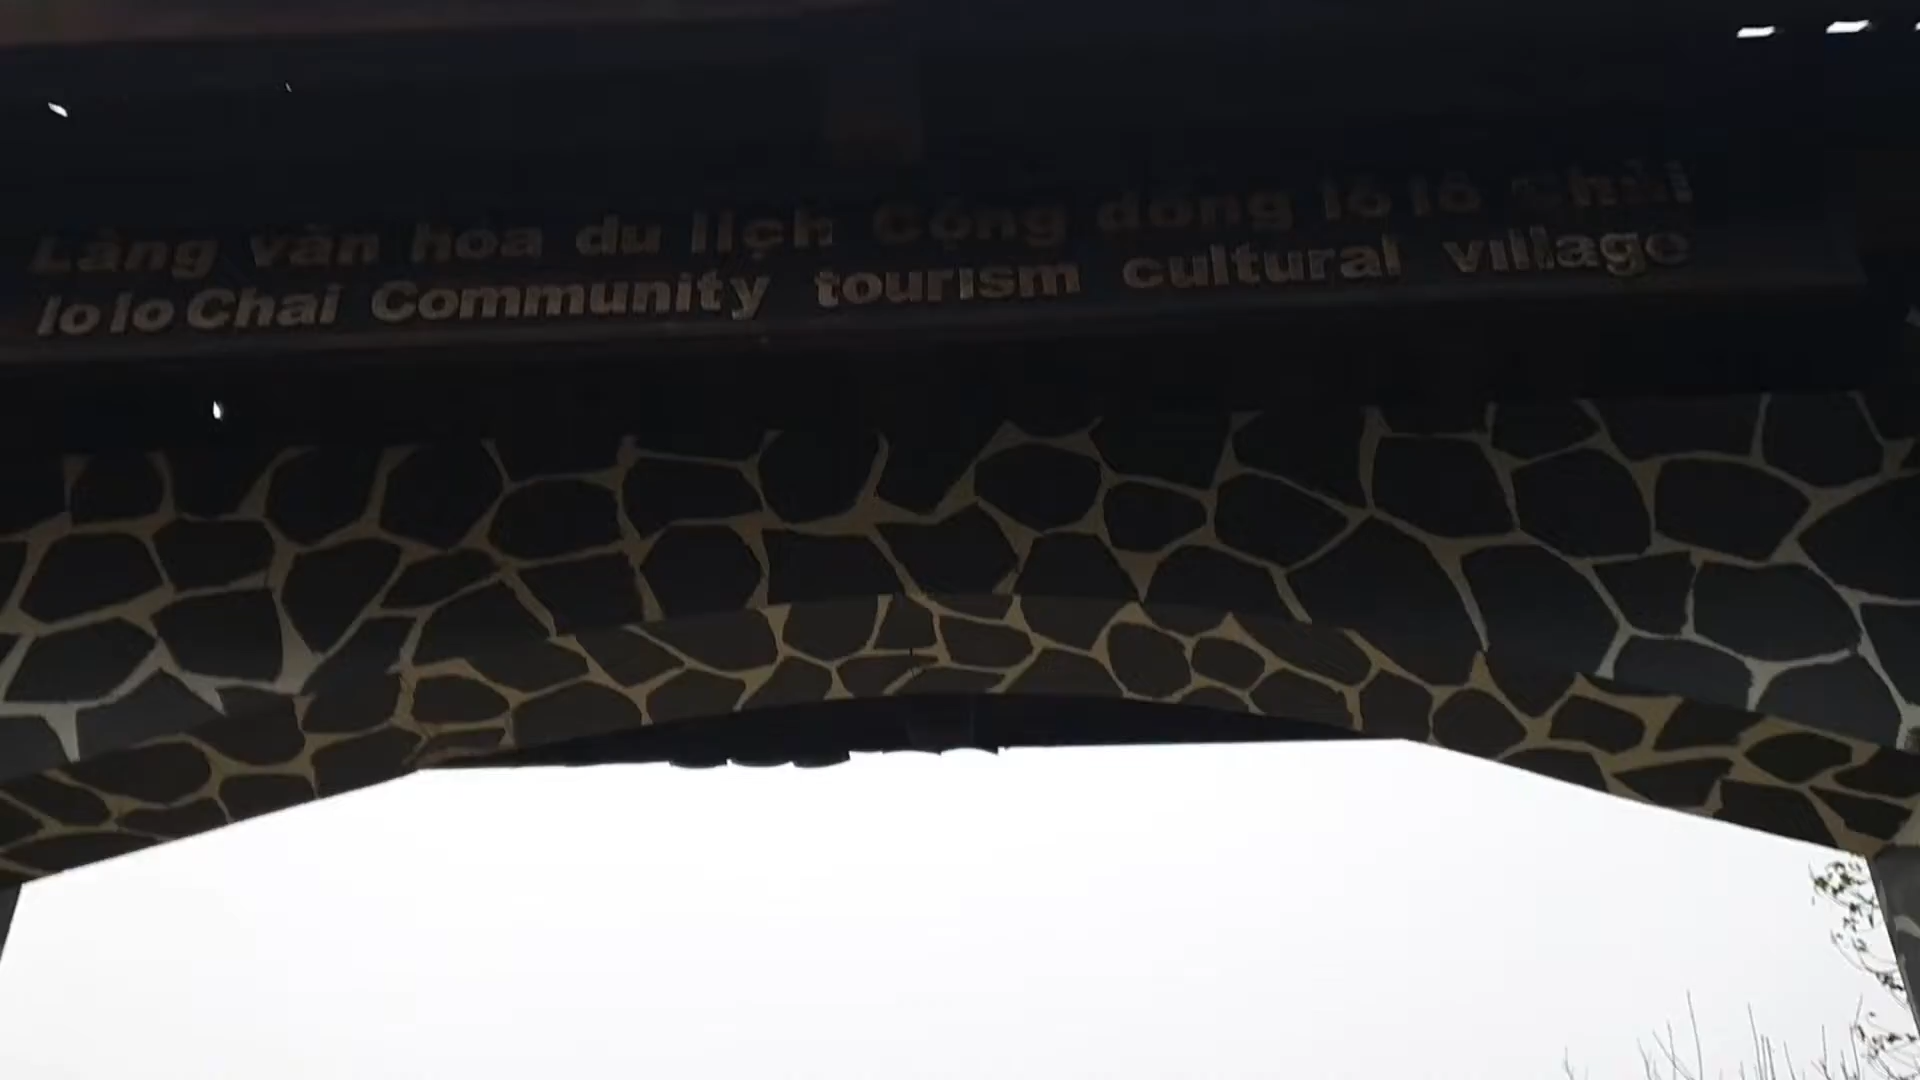 Làng văn hóa du lịch Cộng đồng lô lô Chải
lo lo Chai Community tourism cultural village